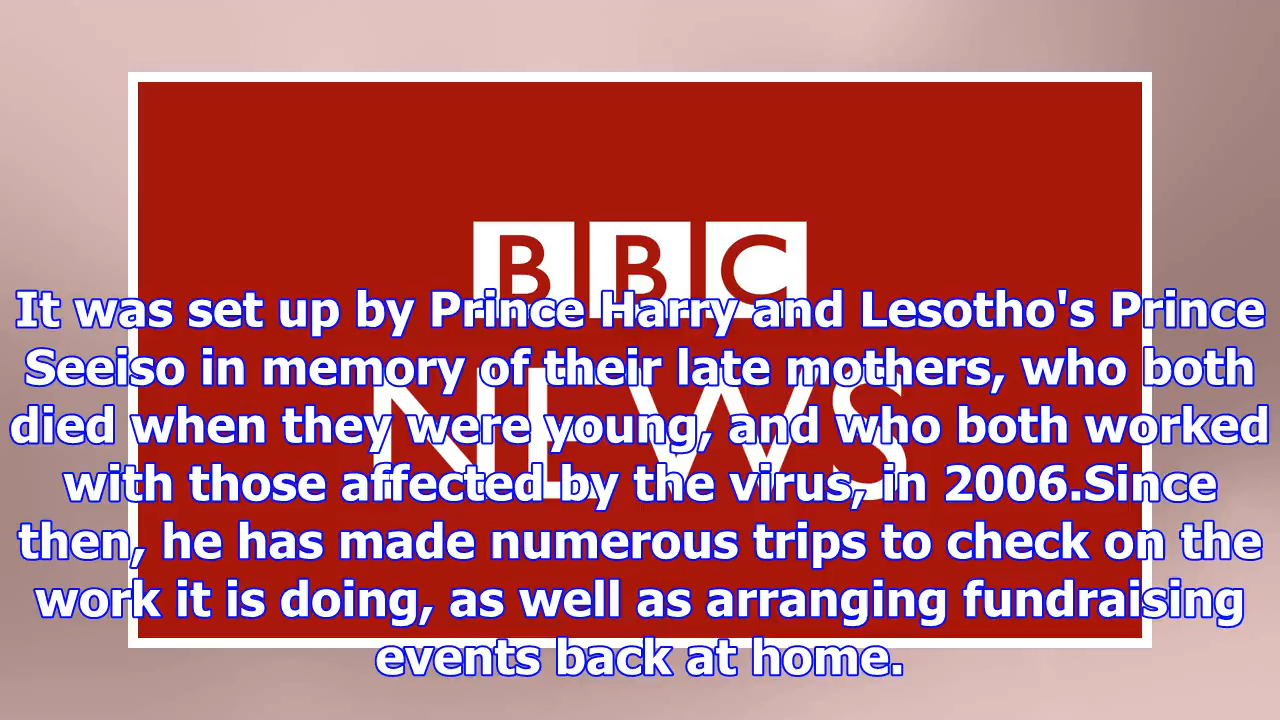 BBC
NEWS
It was set up by Prince Harry and Lesotho's Prince
Seeiso in memory of their late mothers, who both
died when they were young, and who both worked
with those affected by the virus, in 2006.Since
then, he has made numerous trips to check on the
work it is doing, as well as arranging fundraising
events back at home.